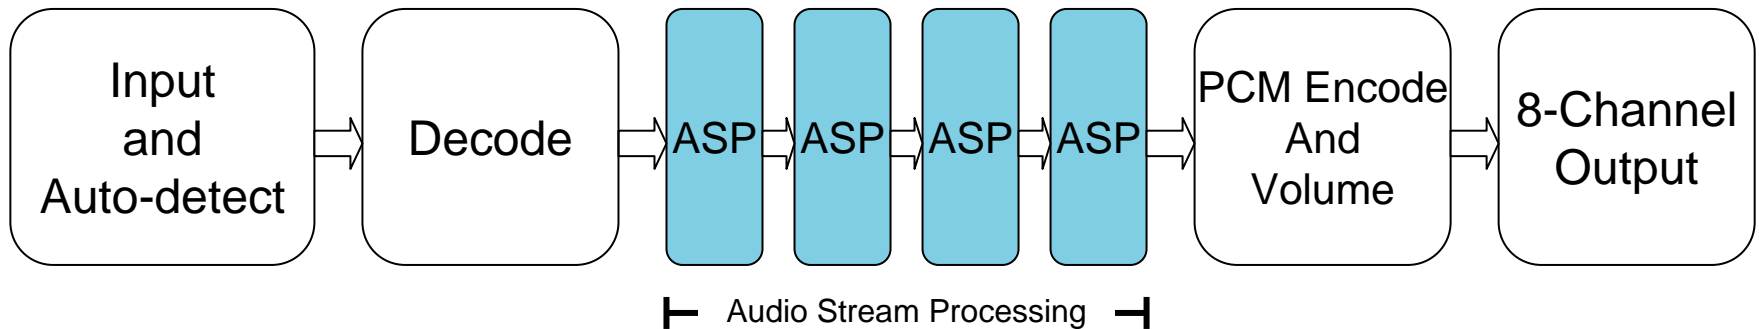 Input
and
Auto-detect
Decode
ASP
ASP
ASP
ASP
PCM Encode
And
Volume
8-Channel
Output
Audio Stream Processing